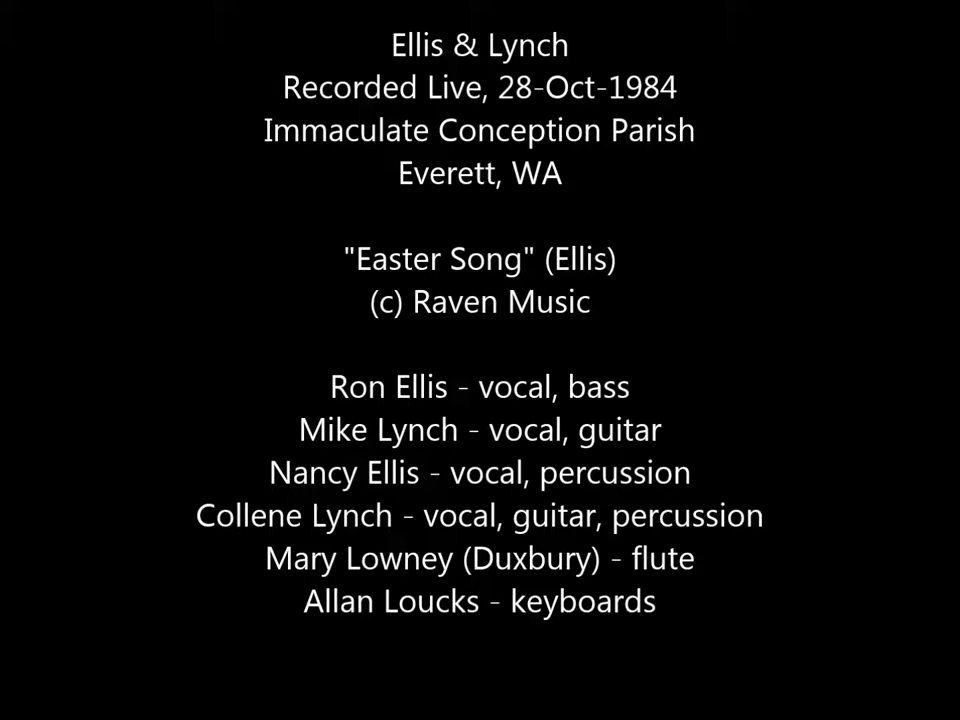 Ellis & Lynch
Recorded Live, 28-Oct-1984
Immaculate Conception Parish
Everett, WA
"Easter Song" (Ellis)
(c) Raven Music
Ron Ellis - vocal, bass
Mike Lynch - vocal, guitar
Nancy Ellis - vocal, percussion
Collene Lynch - vocal, guitar, percussion
Mary Lowney (Duxbury) - flute
Allan Loucks - keyboards